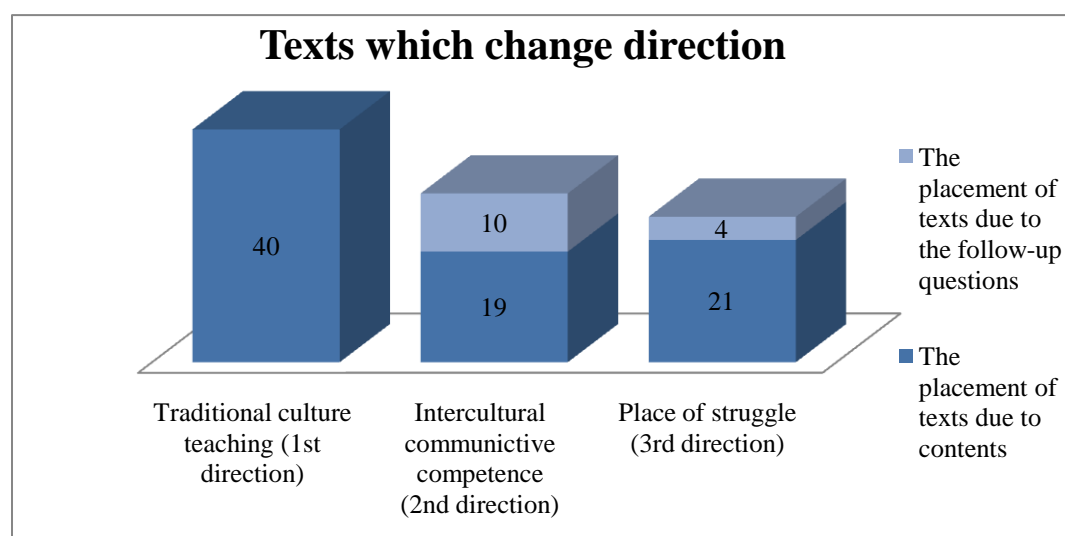 Texts which change direction
40
10
19
4
21
Traditional culture
teaching (1st
direction)
Intercultural
communictive
competence
(2nd direction)
Place of struggle
(3rd direction)
The
placement of
texts due to
the follow-up
questions
The
placement of
texts due to
contents